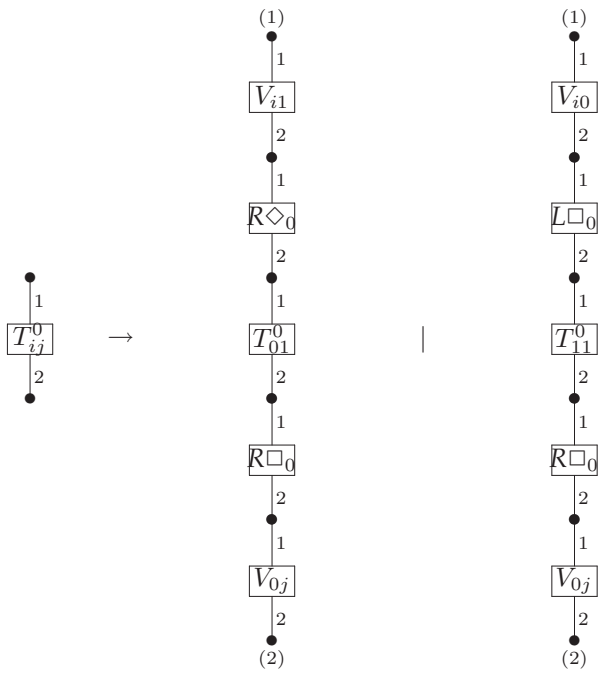 (1) (1)
1 1
V_{i1} V_{i0}
2 2
1 1
R◇_0 L□_0
2 2
1 1 1
T^0_{ij} → T^0_{01} | T^0_{11}
2 2 2
1 1
R□_0 R□_0
2 2
1 1
V_{0j} V_{0j}
2 2
(2) (2)